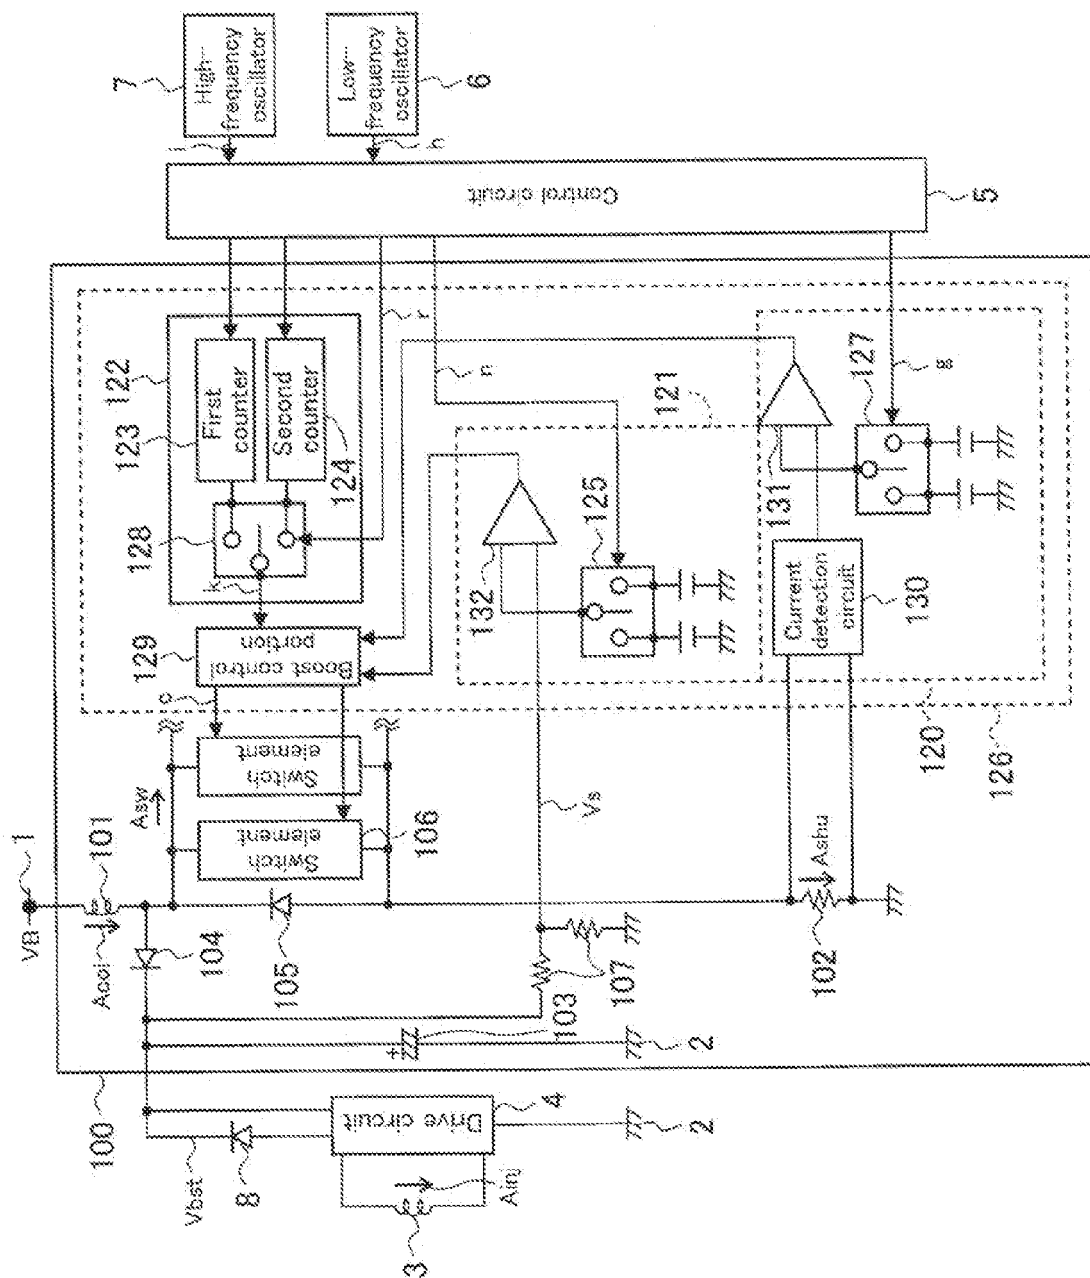 VB
1
101
Acoil
104
105
Asw
106
Switch
element
Switch
element
c
129
Boost control
portion
k
128
122
123
First
counter
Second
counter
124
r
n
7
High-
frequency
oscillator
Low-
frequency
oscillator
6
h
Control circuit
5
121
132
125
131
127
g
Current
detection
circuit
130
120
126
Vs
Ashu
102
107
103
+
2
100
Vbst
8
Drive circuit
4
2
3
Ainj